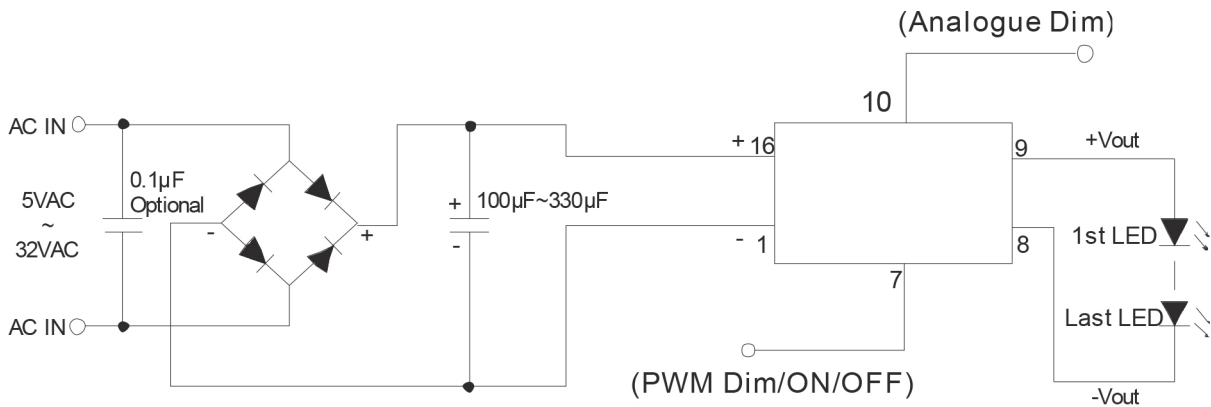 (Analogue Dim)
10
AC IN
0.1µF
Optional
5VAC
~
32VAC
-
+
+
100µF~330µF
-
+ 16
9
+Vout
- 1
8
7
1st LED
Last LED
AC IN
(PWM Dim/ON/OFF)
-Vout